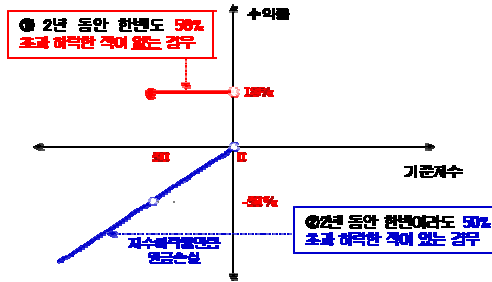 수익률
① 2년 동안 한번도 50%
초과 하락한 적이 없는 경우
기준지수
-50%
②2년 동안 한번이라도 50%
초과 하락한 적이 있는 경우
지수하락률만큼
원금손실